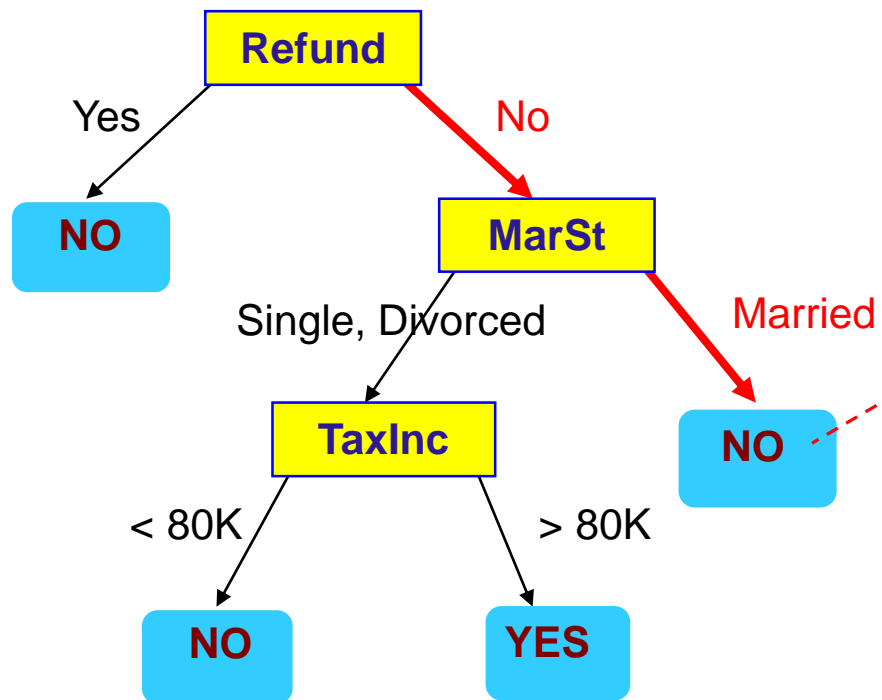 Refund
Yes
No
NO
MarSt
Single, Divorced
Married
TaxInc
NO
< 80K
> 80K
NO
YES